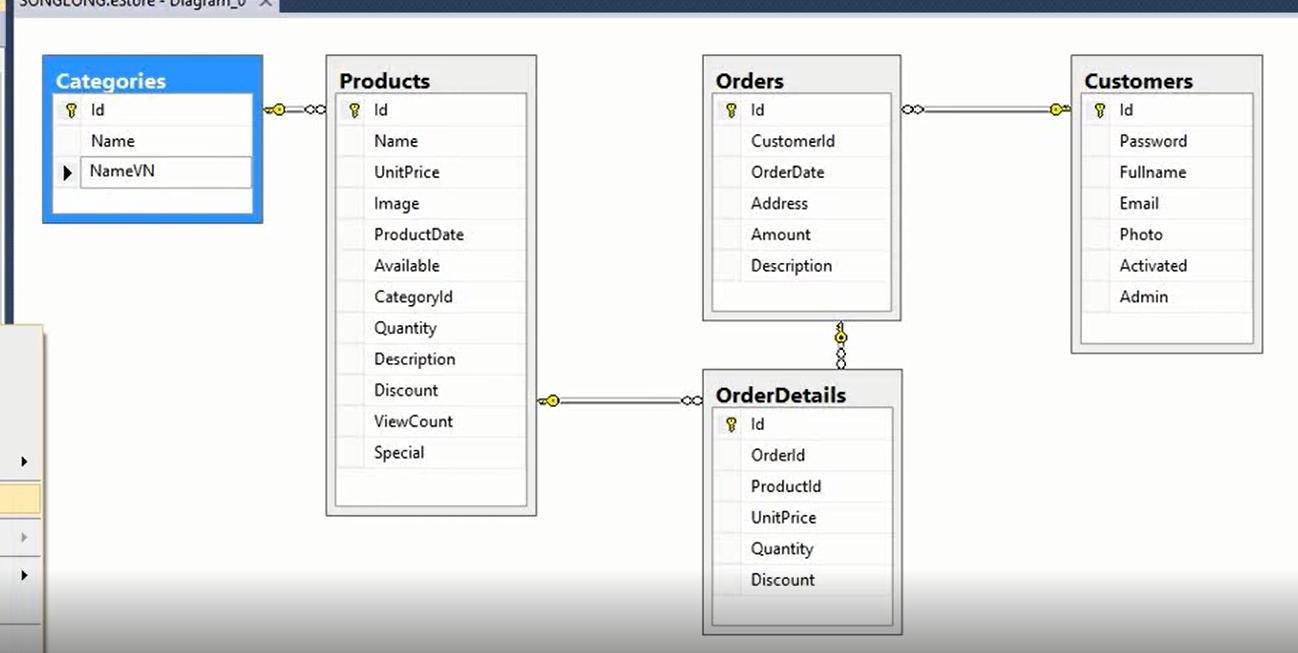 SONGLONG.eStore - Diagram_0
Categories
Id
Name
NameVN
Products
Id
Name
UnitPrice
Image
ProductDate
Available
CategoryId
Quantity
Description
Discount
ViewCount
Special
Orders
Id
CustomerId
OrderDate
Address
Amount
Description
Customers
Id
Password
Fullname
Email
Photo
Activated
Admin
OrderDetails
Id
OrderId
ProductId
UnitPrice
Quantity
Discount